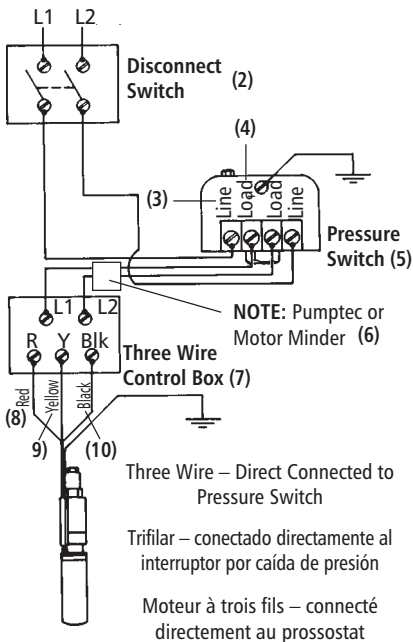 L1 L2
Disconnect
Switch (2)
(4)
(3)
Line
Load
Load
Line
Pressure
Switch (5)
L1 L2
NOTE: Pumptec or
Motor Minder (6)
R Y Blk
Three Wire
Control Box (7)
(8)
Red
Yellow
Black
9)
(10)
Three Wire – Direct Connected to
Pressure Switch
Trifilar – conectado directamente al
interruptor por caída de presión
Moteur à trois fils – connecté
directement au prossostat